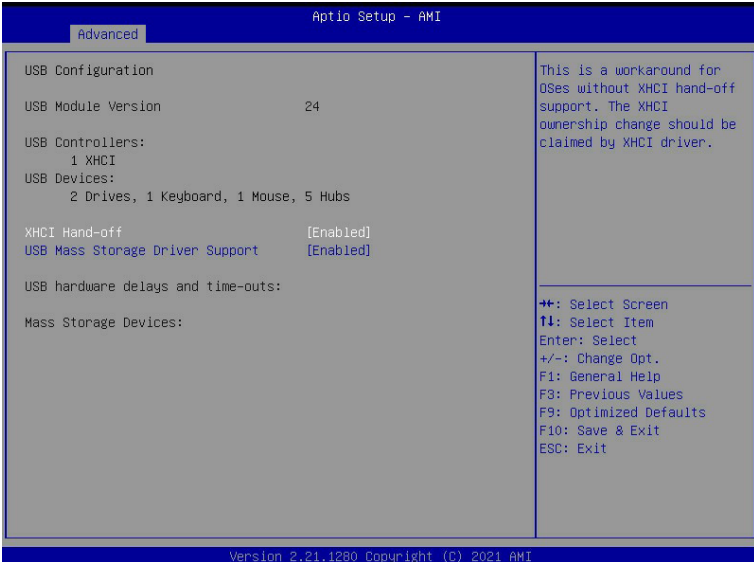 Aptio Setup - AMI
Advanced
USB Configuration
USB Module Version 24
USB Controllers:
1 XHCI
USB Devices:
2 Drives, 1 Keyboard, 1 Mouse, 5 Hubs
XHCI Hand-off [Enabled]
USB Mass Storage Driver Support [Enabled]
USB hardware delays and time-outs:
Mass Storage Devices:
This is a workaround for
OSes without XHCI hand-off
support. The XHCI
ownership change should be
claimed by XHCI driver.
→←: Select Screen
↑↓: Select Item
Enter: Select
+/-: Change Opt.
F1: General Help
F3: Previous Values
F9: Optimized Defaults
F10: Save & Exit
ESC: Exit
Version 2.21.1280 Copyright (C) 2021 AMI